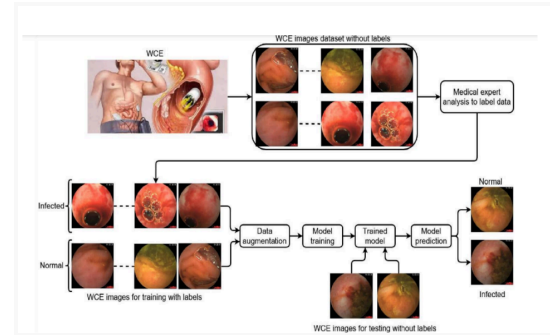 WCE images dataset without labels
WCE
Medical expert
analysis to label data
Infected
Normal
Normal
Data
augmentation
Model
training
Trained
model
Model
prediction
Infected
WCE images for training with labels
WCE images for testing without labels